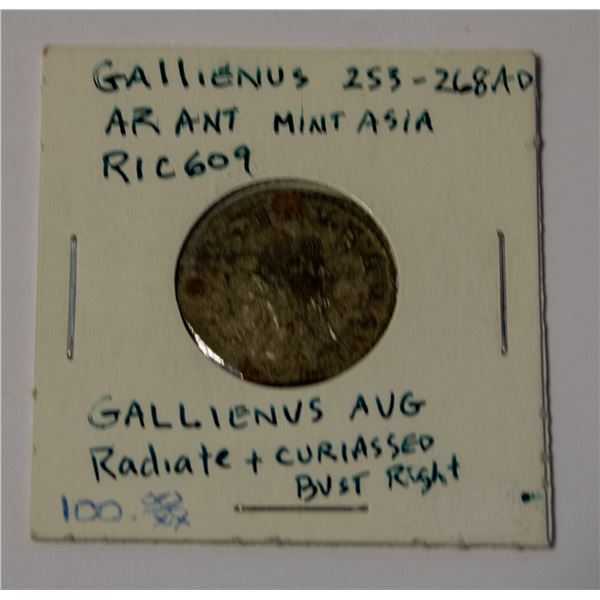 GALLIENUS 253-268AD
AR ANT MINT ASIA
RIC609
GALLIENUS AUG
Radiate + CURIASSED
BUST Right
100.